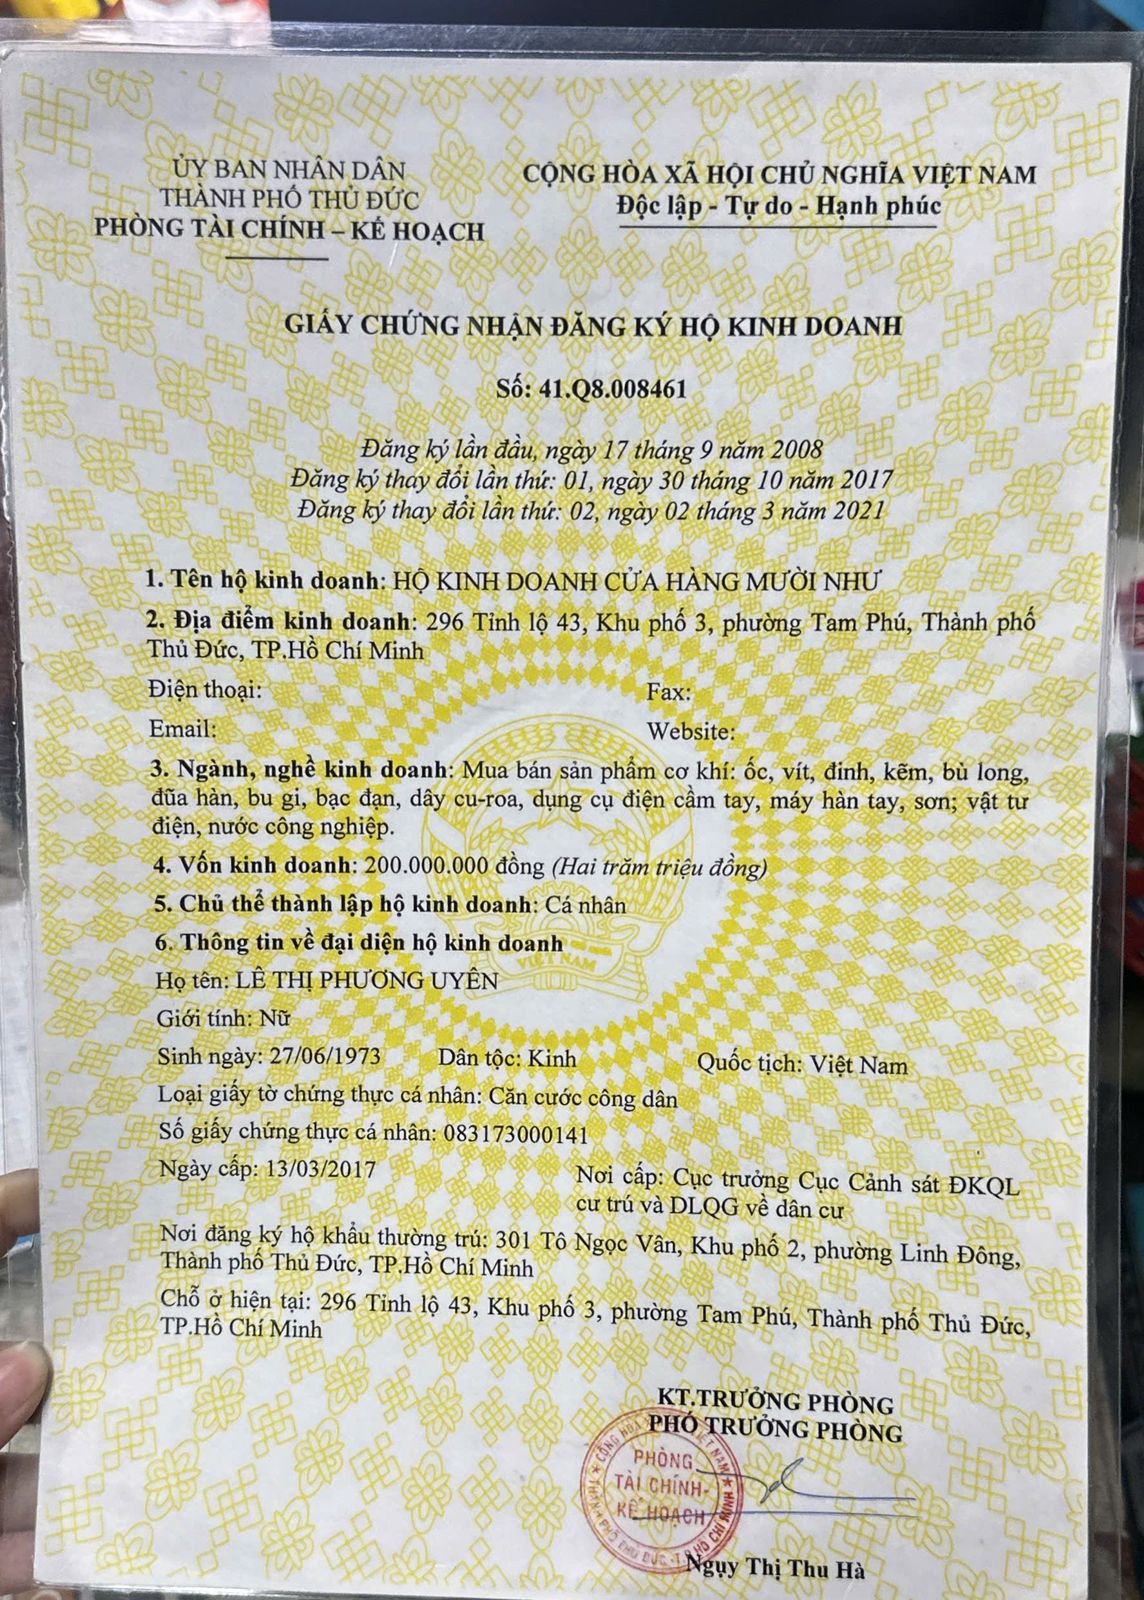 ỦY BAN NHÂN DÂN
THÀNH PHỐ THỦ ĐỨC
PHÒNG TÀI CHÍNH – KẾ HOẠCH
CỘNG HÒA XÃ HỘI CHỦ NGHĨA VIỆT NAM
Độc lập - Tự do - Hạnh phúc
GIẤY CHỨNG NHẬN ĐĂNG KÝ HỘ KINH DOANH
Số: 41.Q8.008461
Đăng ký lần đầu, ngày 17 tháng 9 năm 2008
Đăng ký thay đổi lần thứ: 01, ngày 30 tháng 10 năm 2017
Đăng ký thay đổi lần thứ: 02, ngày 02 tháng 3 năm 2021
1. Tên hộ kinh doanh: HỘ KINH DOANH CỬA HÀNG MƯỜI NHƯ
2. Địa điểm kinh doanh: 296 Tỉnh lộ 43, Khu phố 3, phường Tam Phú, Thành phố
Thủ Đức, TP.Hồ Chí Minh
Điện thoại: Fax:
Email: Website:
3. Ngành, nghề kinh doanh: Mua bán sản phẩm cơ khí: ốc, vít, đinh, kẽm, bù long,
đũa hàn, bu gi, bạc đạn, dây cu-roa, dụng cụ điện cầm tay, máy hàn tay, sơn; vật tư
điện, nước công nghiệp.
4. Vốn kinh doanh: 200.000.000 đồng (Hai trăm triệu đồng)
5. Chủ thể thành lập hộ kinh doanh: Cá nhân
6. Thông tin về đại diện hộ kinh doanh
VIỆT NAM
Họ tên: LÊ THỊ PHƯƠNG UYÊN
Giới tính: Nữ
Sinh ngày: 27/06/1973 Dân tộc: Kinh Quốc tịch: Việt Nam
Loại giấy tờ chứng thực cá nhân: Căn cước công dân
Số giấy chứng thực cá nhân: 083173000141
Ngày cấp: 13/03/2017 Nơi cấp: Cục trưởng Cục Cảnh sát ĐKQL
cư trú và DLQG về dân cư
Nơi đăng ký hộ khẩu thường trú: 301 Tô Ngọc Vân, Khu phố 2, phường Linh Đông,
Thành phố Thủ Đức, TP.Hồ Chí Minh
Chỗ ở hiện tại: 296 Tỉnh lộ 43, Khu phố 3, phường Tam Phú, Thành phố Thủ Đức,
TP.Hồ Chí Minh
KT.TRƯỞNG PHÒNG
PHÓ TRƯỞNG PHÒNG
PHÒNG
TÀI CHÍNH-
KẾ HOẠCH
THÀNH PHỐ THỦ ĐỨC - T.P HỒ CHÍ MINH
Ngụy Thị Thu Hà